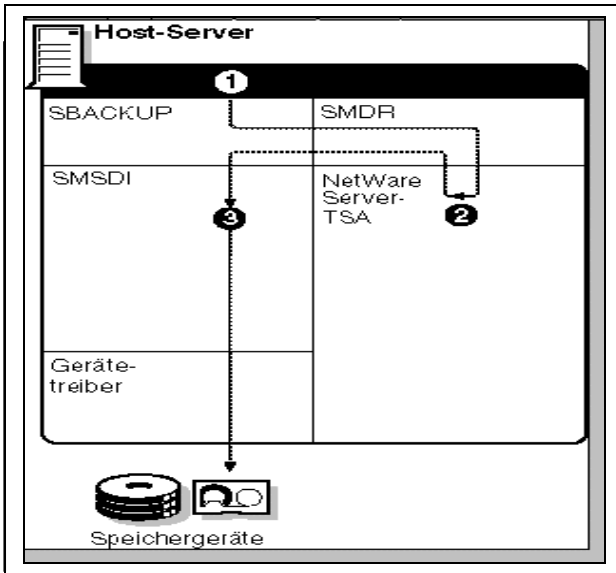 Host-Server
1
SBACKUP
SMDR
SMSDI
NetWare
Server-
TSA
2
3
Geräte-
treiber
Speichergeräte